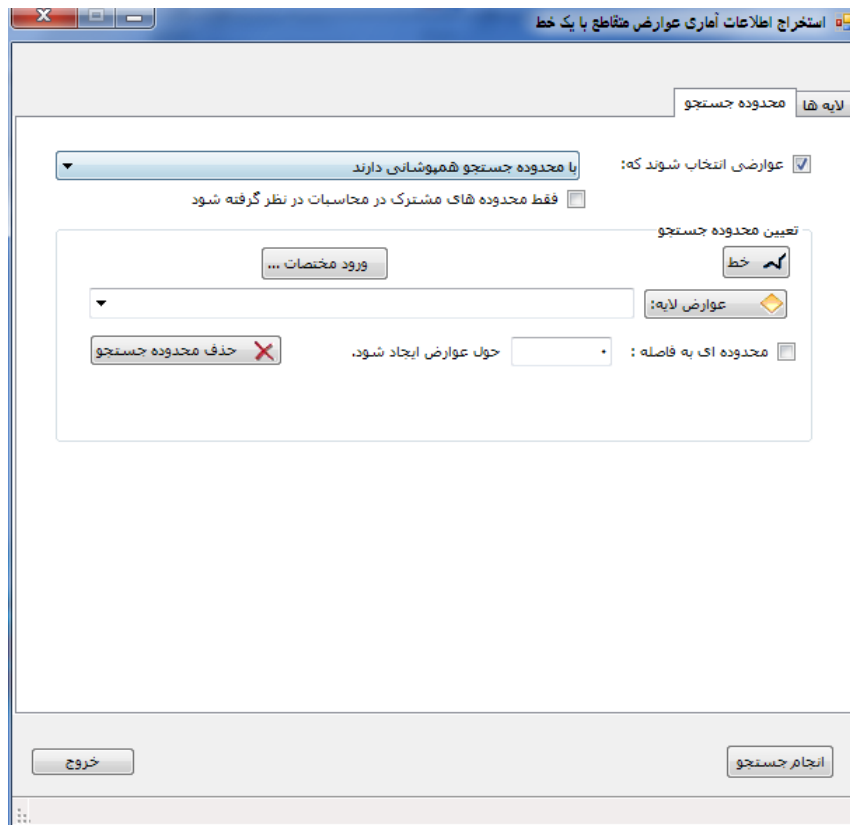 استخراج اطلاعات آماری عوارض متقاطع با یک خط
لایه ها محدوده جستجو
عوارضی انتخاب شوند که: با محدوده جستجو همپوشانی دارند
فقط محدوده های مشترک در محاسبات در نظر گرفته شود
تعیین محدوده جستجو
خط ورود مختصات ...
عوارض لایه:
محدوده ای به فاصله : ۰ حول عوارض ایجاد شود. حذف محدوده جستجو
انجام جستجو خروج